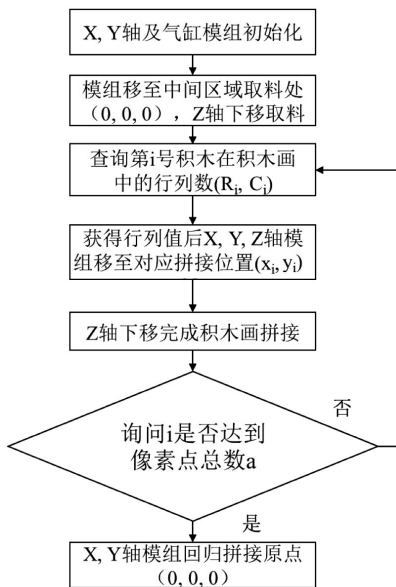 X, Y轴及气缸模组初始化
模组移至中间区域取料处
（0, 0, 0），Z轴下移取料
查询第i号积木在积木画
中的行列数(Rᵢ, Cᵢ)
获得行列值后X, Y, Z轴模
组移至对应拼接位置(xᵢ,yᵢ)
Z轴下移完成积木画拼接
否
询问i是否达到
像素点总数a
是
X, Y轴模组回归拼接原点
（0, 0, 0）